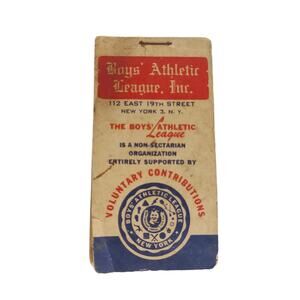 Boys' Athletic
League, Inc.
112 EAST 19TH STREET
NEW YORK 3, N.Y.
THE BOYS' ATHLETIC
League
IS A NON-SECTARIAN
ORGANIZATION
ENTIRELY SUPPORTED BY
VOLUNTARY CONTRIBUTIONS
BOYS ATHLETIC LEAGUE
NEW YORK